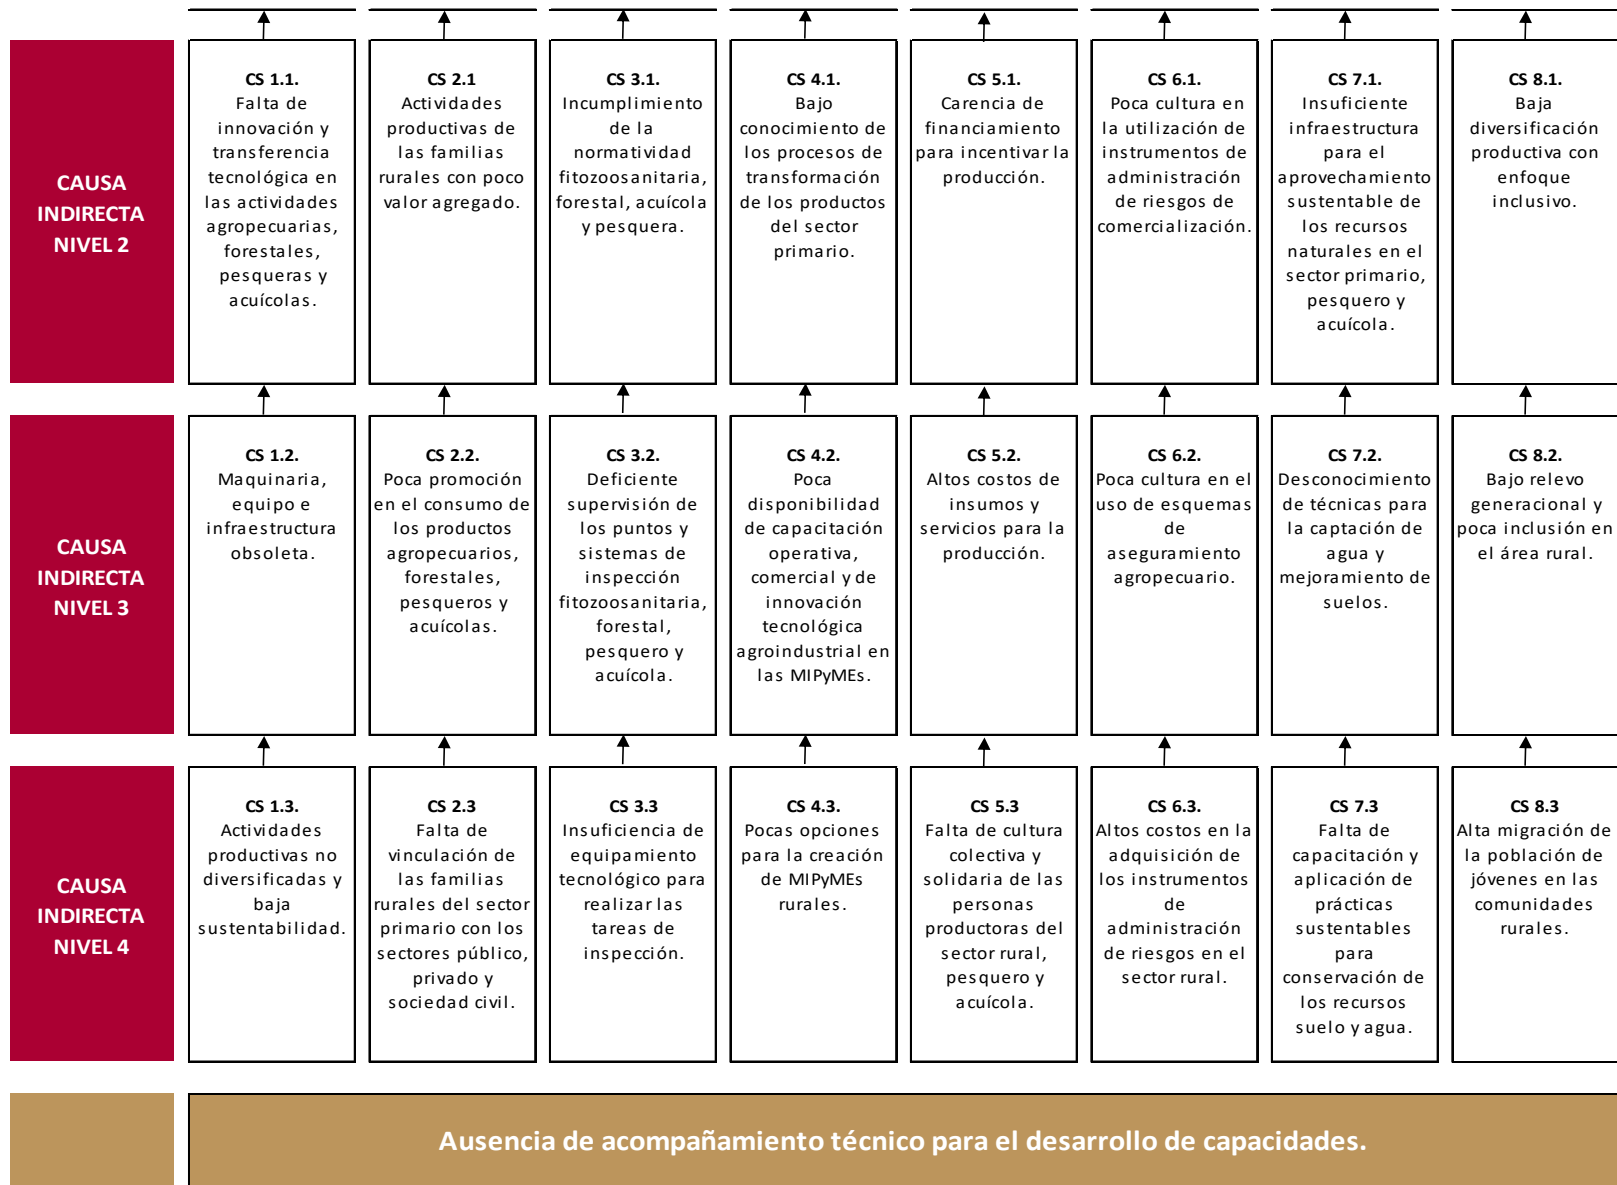 CAUSA
INDIRECTA
NIVEL 2
CS 1.1.
Falta de
innovación y
transferencia
tecnológica en
las actividades
agropecuarias,
forestales,
pesqueras y
acuícolas.
CS 2.1
Actividades
productivas de
las familias
rurales con poco
valor agregado.
CS 3.1.
Incumplimiento
de la
normatividad
fitozoosanitaria,
forestal, acuícola
y pesquera.
CS 4.1.
Bajo
conocimiento de
los procesos de
transformación
de los productos
del sector
primario.
CS 5.1.
Carencia de
financiamiento
para incentivar la
producción.
CS 6.1.
Poca cultura en
la utilización de
instrumentos de
administración
de riesgos de
comercialización.
CS 7.1.
Insuficiente
infraestructura
para el
aprovechamiento
sustentable de
los recursos
naturales en el
sector primario,
pesquero y
acuícola.
CS 8.1.
Baja
diversificación
productiva con
enfoque
inclusivo.
CAUSA
INDIRECTA
NIVEL 3
CS 1.2.
Maquinaria,
equipo e
infraestructura
obsoleta.
CS 2.2.
Poca promoción
en el consumo de
los productos
agropecuarios,
forestales,
pesqueros y
acuícolas.
CS 3.2.
Deficiente
supervisión de
los puntos y
sistemas de
inspección
fitozoosanitaria,
forestal,
pesquero y
acuícola.
CS 4.2.
Poca
disponibilidad
de capacitación
operativa,
comercial y de
innovación
tecnológica
agroindustrial en
las MIPyMEs.
CS 5.2.
Altos costos de
insumos y
servicios para la
producción.
CS 6.2.
Poca cultura en el
uso de esquemas
de
aseguramiento
agropecuario.
CS 7.2.
Desconocimiento
de técnicas para
la captación de
agua y
mejoramiento de
suelos.
CS 8.2.
Bajo relevo
generacional y
poca inclusión en
el área rural.
CAUSA
INDIRECTA
NIVEL 4
CS 1.3.
Actividades
productivas no
diversificadas y
baja
sustentabilidad.
CS 2.3
Falta de
vinculación de
las familias
rurales del sector
primario con los
sectores público,
privado y
sociedad civil.
CS 3.3
Insuficiencia de
equipamiento
tecnológico para
realizar las
tareas de
inspección.
CS 4.3.
Pocas opciones
para la creación
de MIPyMEs
rurales.
CS 5.3
Falta de cultura
colectiva y
solidaria de las
personas
productoras del
sector rural,
pesquero y
acuícola.
CS 6.3.
Altos costos en la
adquisición de
los instrumentos
de
administración
de riesgos en el
sector rural.
CS 7.3
Falta de
capacitación y
aplicación de
prácticas
sustentables
para
conservación de
los recursos
suelo y agua.
CS 8.3
Alta migración de
la población de
jóvenes en las
comunidades
rurales.
Ausencia de acompañamiento técnico para el desarrollo de capacidades.